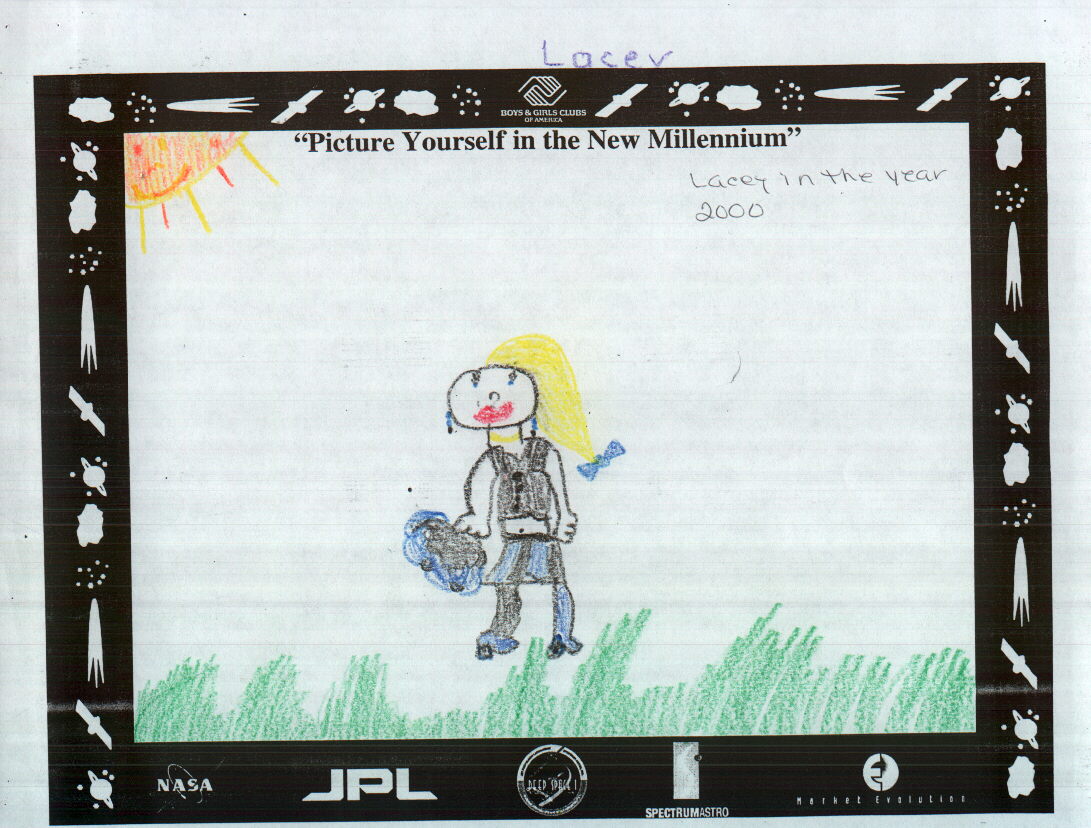 Lacey
BOYS & GIRLS CLUBS
OF AMERICA
“Picture Yourself in the New Millennium”
Lacey in the year
2000
NASA
JPL
DEEP SPACE 1
SPECTRUMASTRO
Market Evolution